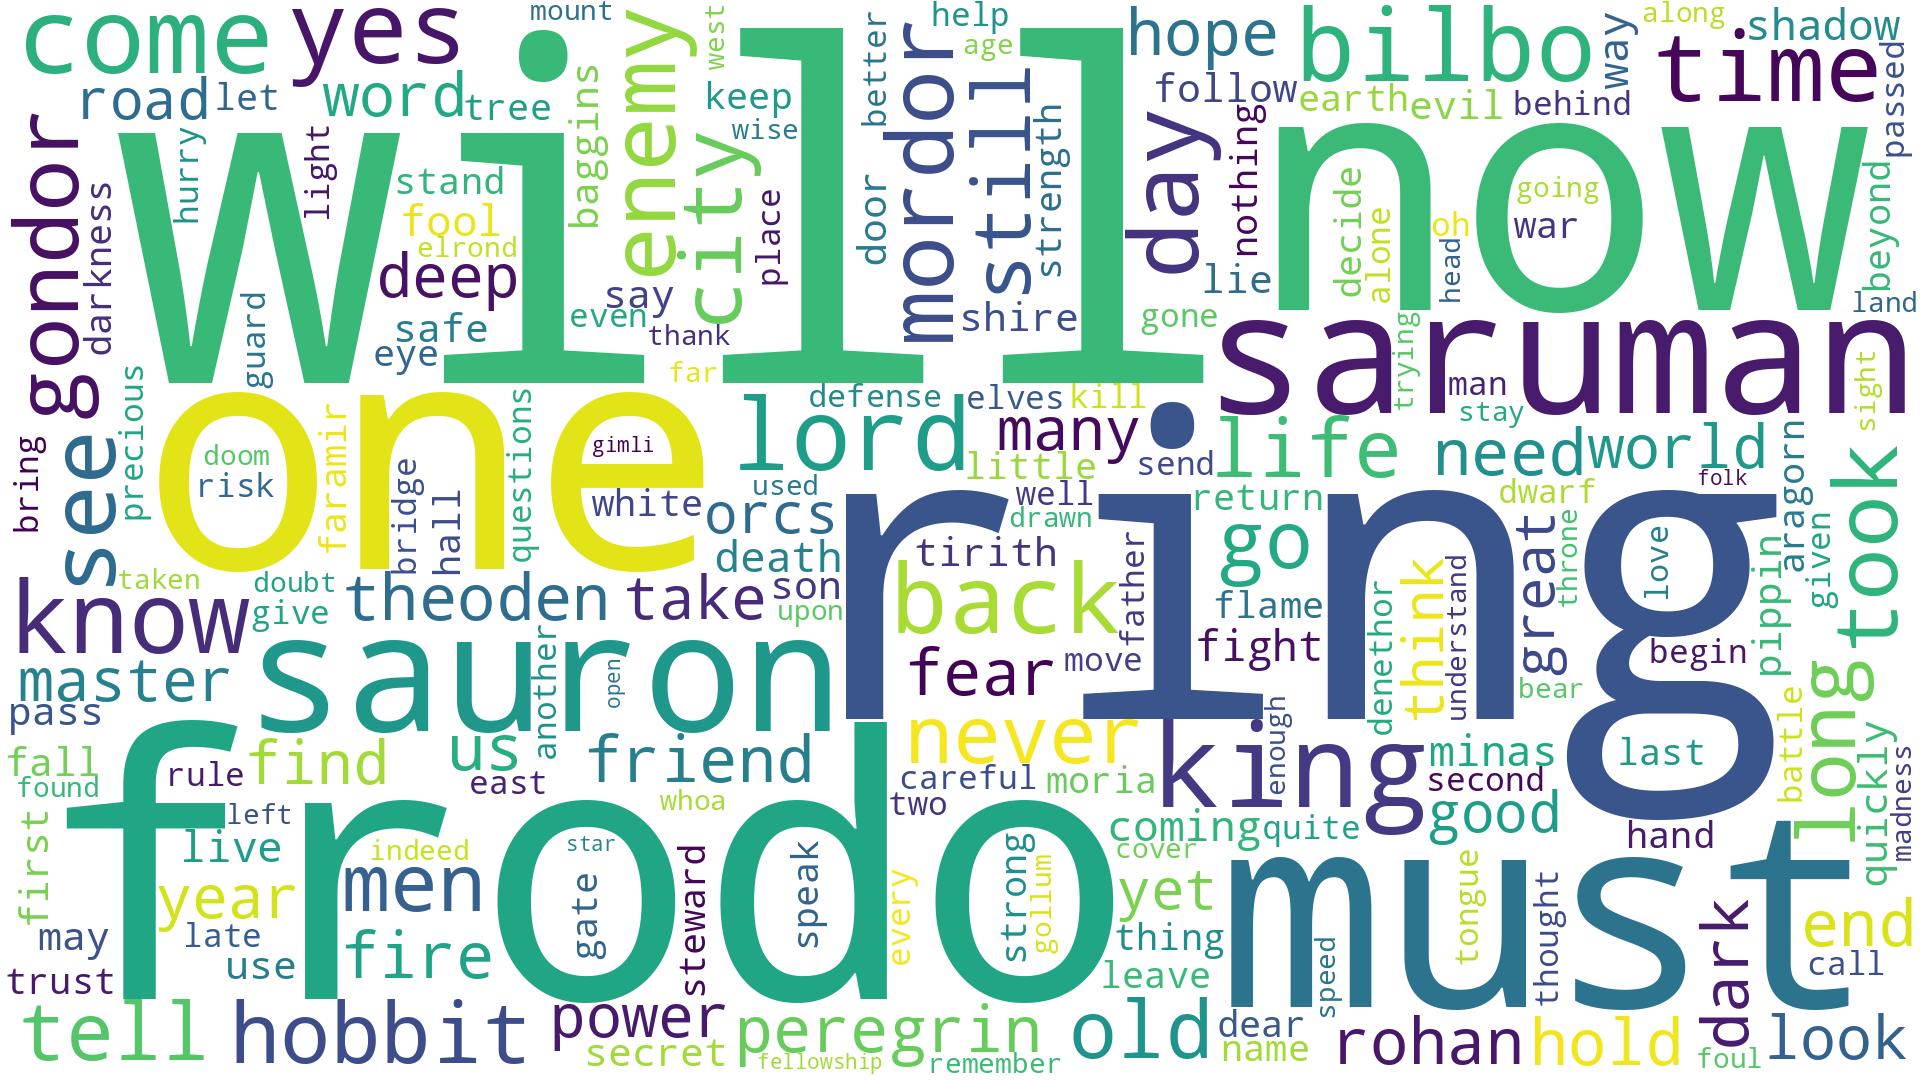 come
yes
mount
enemy
west
help
age
better
hope
bilbo
way
along
shadow
time
road
let
word
tree
baggins
keep
wise
city
mordor
still
strength
follow
day
nothing
earth
evil
behind
passed
gondor
darkness
hurry
light
will
stand
fool
elrond
deep
place
door
now
decide
alone
oh
going
war
head
beyond
land
guard
safe
eye
say
even
thank
far
shire
lie
gone
saruman
trying
man
stay
sight
see
precious
bring
one
doom
risk
faramir
bridge
hall
questions
gimli
white
lord
defense
elves
kill
many
little
send
life
need
world
used
orcs
death
well
drawn
return
dwarf
folk
aragorn
took
given
pippin
know
taken
doubt
give
theoden
take
son
upon
ring
tirith
back
father
go
flame
fight
denethor
think
understand
great
throne
love
begin
bear
master
pass
sauron
another
open
fear
move
never
king
enough
minas
second
last
battle
long
quickly
madness
fall
found
first
rule
find
us
east
friend
whoa
careful
two
moria
good
hand
frodo
left
live
indeed
year
men
late
use
fire
star
gate
steward
speak
every
strong
gollum
coming
quite
cover
yet
thing
leave
must
speed
tongue
thought
dark
end
call
may
trust
tell
hobbit
power
secret
peregrin
fellowship
remember
old
dear
name
rohan
hold
foul
look